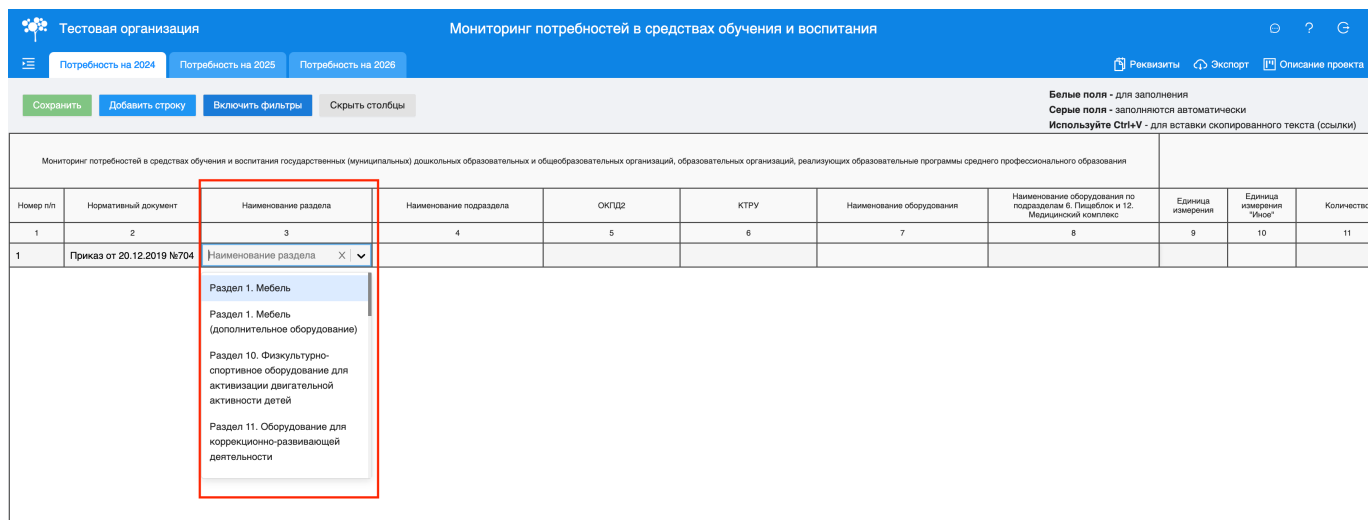 Тестовая организация
Мониторинг потребностей в средствах обучения и воспитания
Потребность на 2024
Потребность на 2025
Потребность на 2026
Реквизиты
Экспорт
Описание проекта
Сохранить
Добавить строку
Включить фильтры
Скрыть столбцы
Белые поля - для заполнения
Серые поля - заполняются автоматически
Используйте Ctrl+V - для вставки скопированного текста (ссылки)
Мониторинг потребностей в средствах обучения и воспитания государственных (муниципальных) дошкольных образовательных и общеобразовательных организаций, образовательных организаций, реализующих образовательные программы среднего профессионального образования
Номер п/п
Нормативный документ
Наименование раздела
Наименование подраздела
ОКПД2
КТРУ
Наименование оборудования
Наименование оборудования по
подразделам 6. Пищеблок и 12.
Медицинский комплекс
Единица
измерения
Единица
измерения
"Иное"
Количество
1 2 3 4 5 6 7 8 9 10 11
1
Приказ от 20.12.2019 №704
Наименование раздела
Раздел 1. Мебель
Раздел 1. Мебель
(дополнительное оборудование)
Раздел 10. Физкультурно-
спортивное оборудование для
активизации двигательной
активности детей
Раздел 11. Оборудование для
коррекционно-развивающей
деятельности